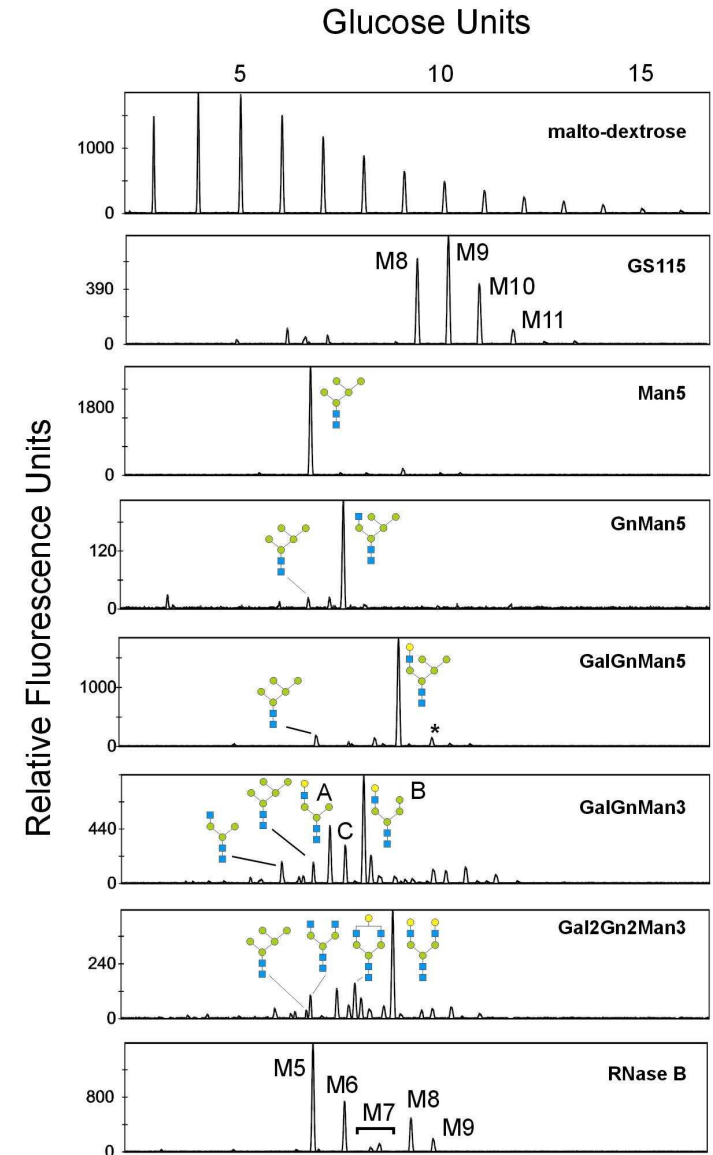 Glucose Units
5 10 15
Relative Fluorescence Units
malto-dextrose
1000
0
GS115
M8
M9
M10
M11
390
0
Man5
1800
0
GnMan5
120
0
GalGnMan5
1000
*
0
GalGnMan3
A
B
C
440
0
Gal2Gn2Man3
240
0
RNase B
M5
M6
M7
M8
M9
800
0